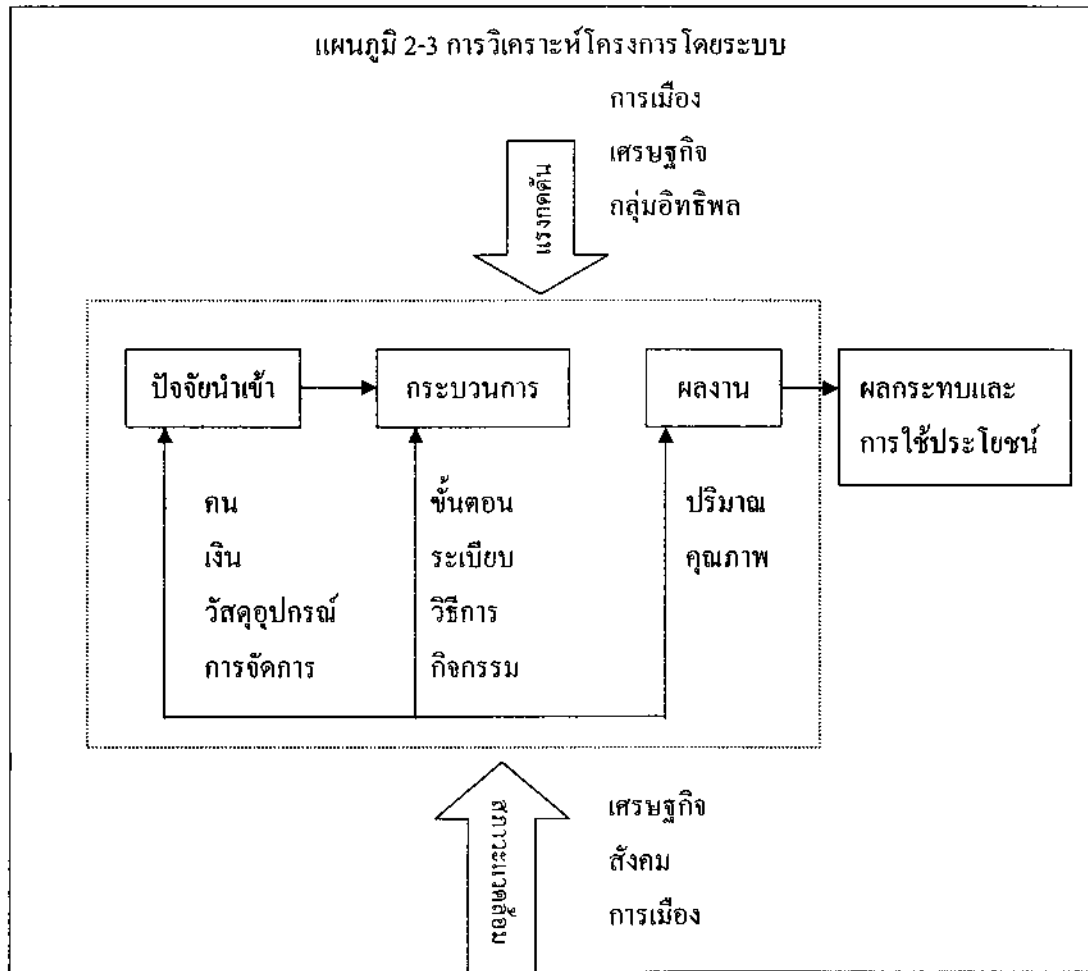 แผนภูมิ 2-3 การวิเคราะห์โครงการโดยระบบ
การเมือง
เศรษฐกิจ
กลุ่มอิทธิพล
แรงกดดัน
ปัจจัยนำเข้า
กระบวนการ
ผลงาน
ผลกระทบและ
การใช้ประโยชน์
คน
เงิน
วัสดุอุปกรณ์
การจัดการ
ขั้นตอน
ระเบียบ
วิธีการ
กิจกรรม
ปริมาณ
คุณภาพ
สภาวะแวดล้อม
เศรษฐกิจ
สังคม
การเมือง